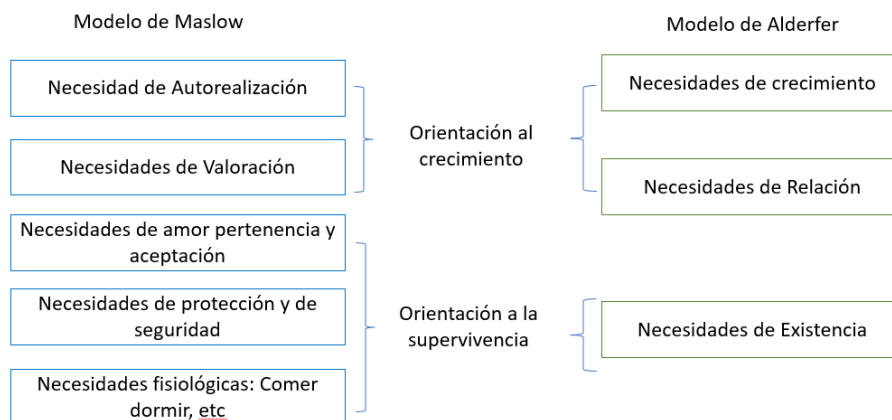 Modelo de Maslow
Necesidad de Autorealización
Necesidades de Valoración
Necesidades de amor pertenencia y
aceptación
Necesidades de protección y de
seguridad
Necesidades fisiológicas: Comer
dormir, etc
Orientación al
crecimiento
Orientación a la
supervivencia
Modelo de Alderfer
Necesidades de crecimiento
Necesidades de Relación
Necesidades de Existencia